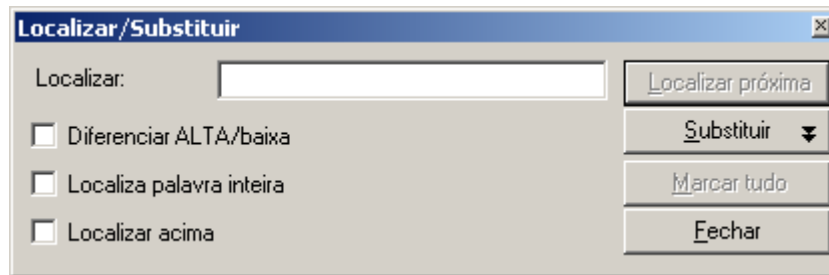 Localizar/Substituir
Localizar:
Localizar próxima
Diferenciar ALTA/baixa
Substituir
Localiza palavra inteira
Marcar tudo
Localizar acima
Fechar